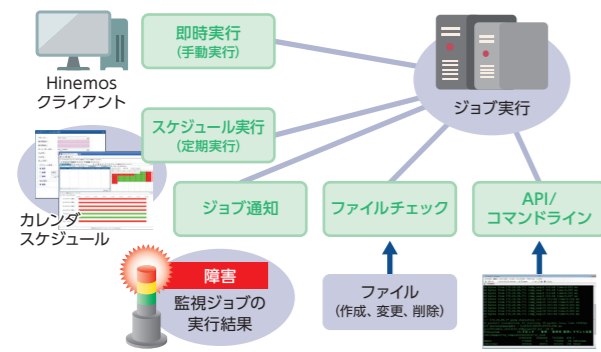 即時実行
(手動実行)
Hinemos
クライアント
ジョブ実行
スケジュール実行
(定期実行)
カレンダ
スケジュール
ジョブ通知
ファイルチェック
API/
コマンドライン
障害
監視ジョブの
実行結果
ファイル
(作成、変更、削除)